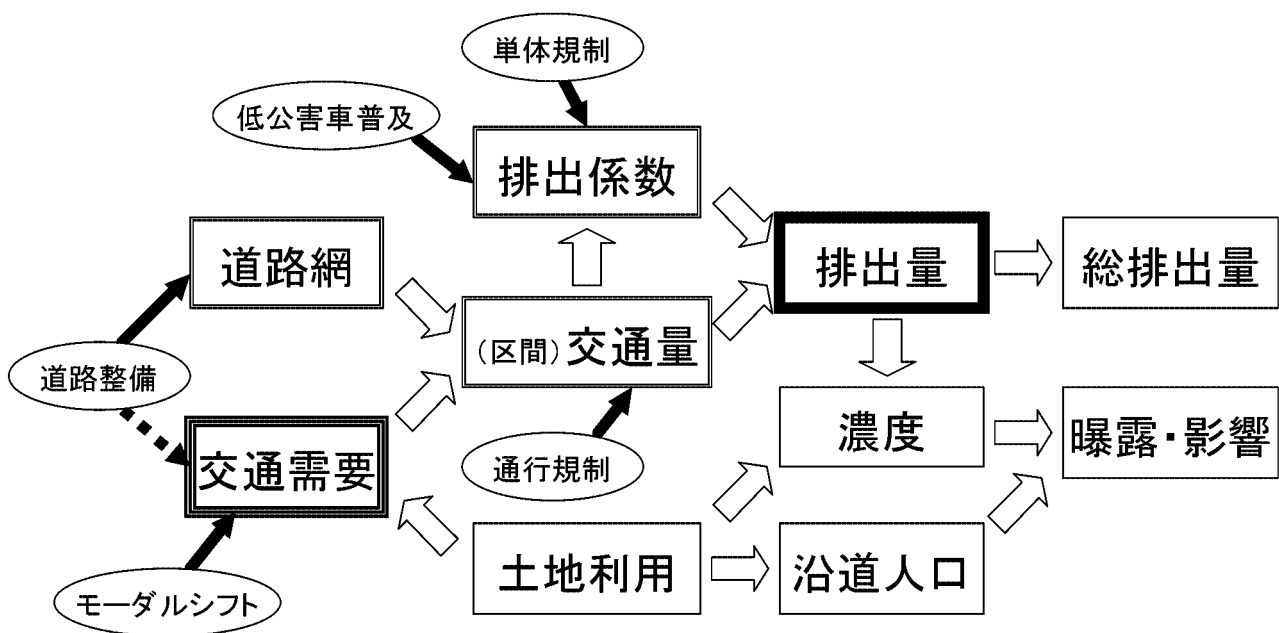 単体規制
低公害車普及
排出係数
道路網
排出量
総排出量
(区間)交通量
道路整備
濃度
曝露・影響
交通需要
通行規制
土地利用
沿道人口
モーダルシフト